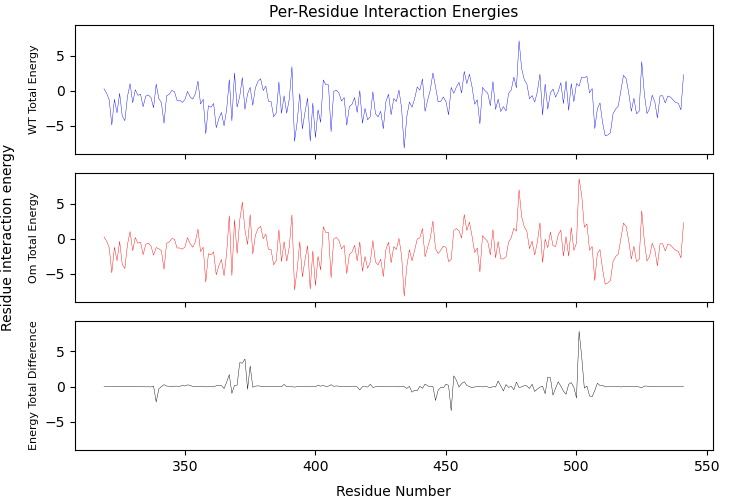 Per-Residue Interaction Energies
Residue interaction energy
WT Total Energy
5
0
−5
Om Total Energy
5
0
−5
Energy Total Difference
5
0
−5
350 400 450 500 550
Residue Number